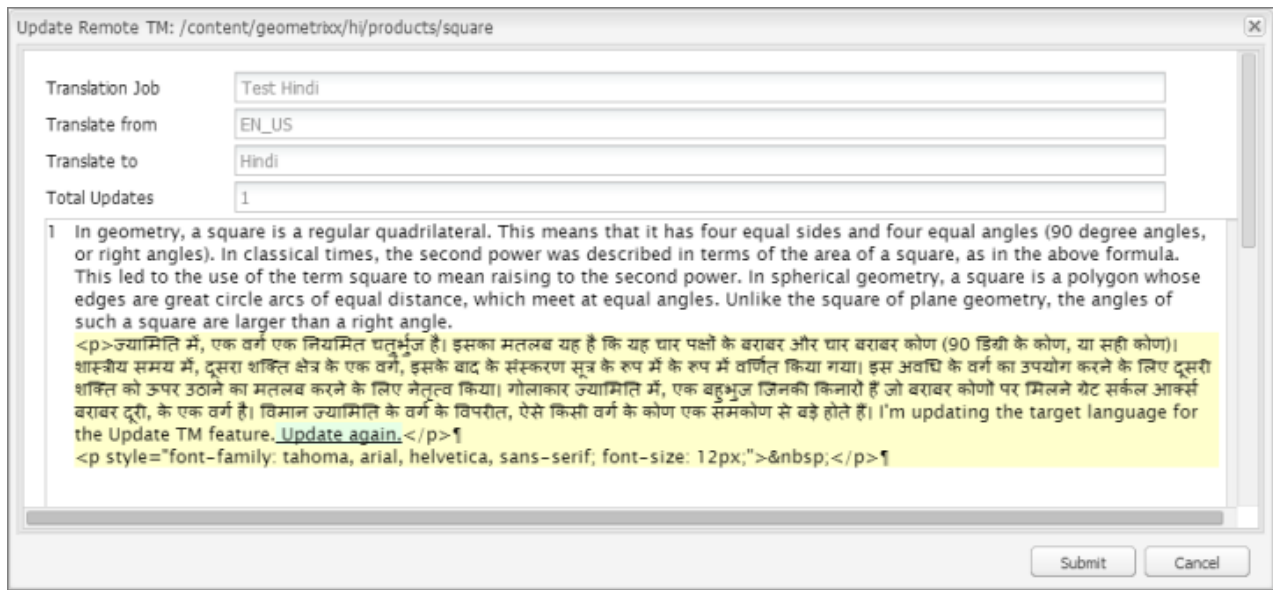 Update Remote TM: /content/geometrixx/hi/products/square
Translation Job Test Hindi
Translate from EN_US
Translate to Hindi
Total Updates 1
1 In geometry, a square is a regular quadrilateral. This means that it has four equal sides and four equal angles (90 degree angles,
or right angles). In classical times, the second power was described in terms of the area of a square, as in the above formula.
This led to the use of the term square to mean raising to the second power. In spherical geometry, a square is a polygon whose
edges are great circle arcs of equal distance, which meet at equal angles. Unlike the square of plane geometry, the angles of
such a square are larger than a right angle.
<p>ज्यामिति में, एक वर्ग एक नियमित चतुर्भुज है। इसका मतलब यह है कि यह चार पक्षों के बराबर और चार बराबर कोण (90 डिग्री के कोण, या सही कोण)।
शास्त्रीय समय में, दूसरा शक्ति क्षेत्र के एक वर्ग, इसके बाद के संस्करण सूत्र के रूप में के रूप में वर्णित किया गया। इस अवधि के वर्ग का उपयोग करने के लिए दूसरी
शक्ति को ऊपर उठाने का मतलब करने के लिए नेतृत्व किया। गोलाकार ज्यामिति में, एक बहुभुज जिनकी किनारों हैं जो बराबर कोणों पर मिलने ग्रेट सर्कल आर्क्स
बराबर दूरी, के एक वर्ग है। विमान ज्यामिति के वर्ग के विपरीत, ऐसे किसी वर्ग के कोण एक समकोण से बड़े होते हैं। I'm updating the target language for
the Update TM feature. Update again.</p>¶
<p style="font-family: tahoma, arial, helvetica, sans-serif; font-size: 12px;">&nbsp;</p>¶
Submit Cancel